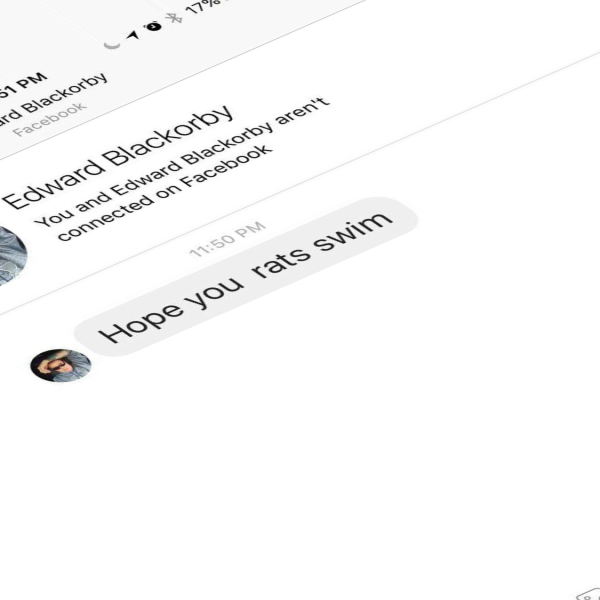 17%
51 PM
rd Blackorby
Facebook
Edward Blackorby
You and Edward Blackorby aren't
connected on Facebook
11:50 PM
Hope you rats swim